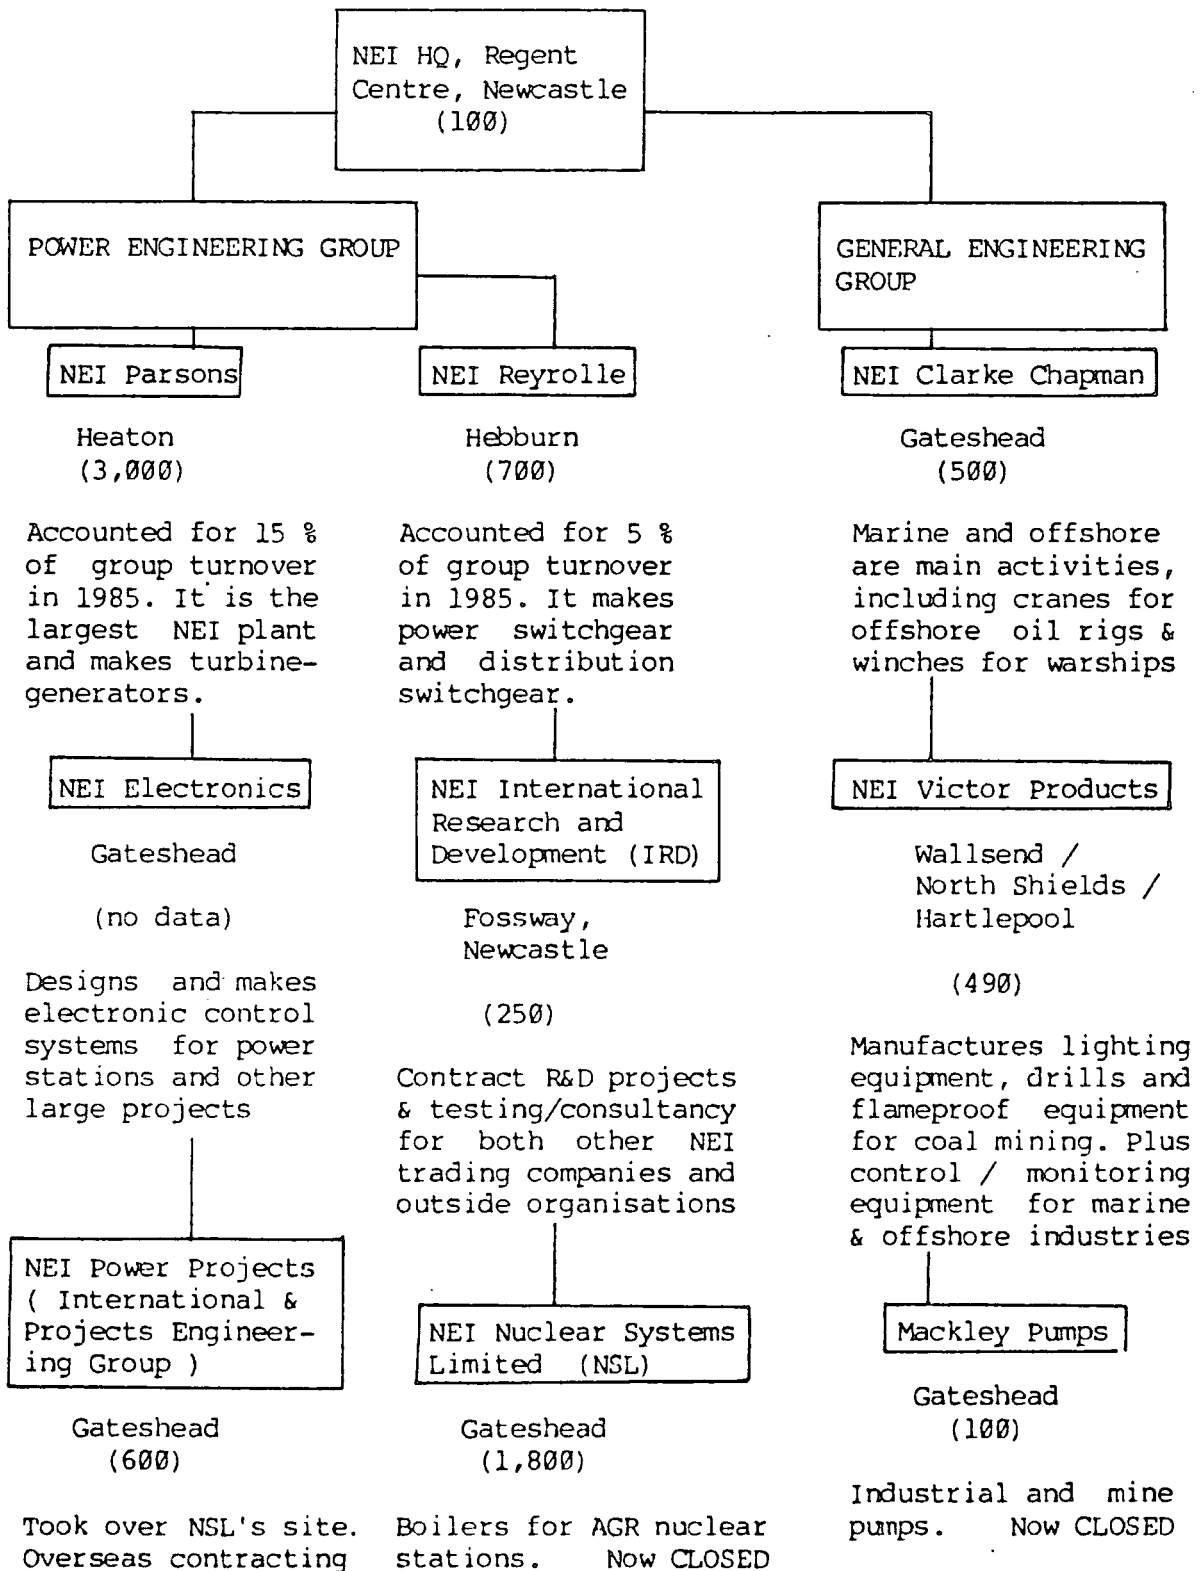 NEI HQ, Regent
Centre, Newcastle
(100)
POWER ENGINEERING GROUP
GENERAL ENGINEERING
GROUP
NEI Parsons
Heaton
(3,000)
Accounted for 15 %
of group turnover
in 1985. It is the
largest NEI plant
and makes turbine-
generators.
NEI Electronics
Gateshead
(no data)
Designs and makes
electronic control
systems for power
stations and other
large projects
NEI Power Projects
( International &
Projects Engineer-
ing Group )
Gateshead
(600)
Took over NSL's site.
Overseas contracting
NEI Reyrolle
Hebburn
(700)
Accounted for 5 %
of group turnover
in 1985. It makes
power switchgear
and distribution
switchgear.
NEI International
Research and
Development (IRD)
Fossway,
Newcastle
(250)
Contract R&D projects
& testing/consultancy
for both other NEI
trading companies and
outside organisations
NEI Nuclear Systems
Limited (NSL)
Gateshead
(1,800)
Boilers for AGR nuclear
stations. Now CLOSED
NEI Clarke Chapman
Gateshead
(500)
Marine and offshore
are main activities,
including cranes for
offshore oil rigs &
winches for warships
NEI Victor Products
Wallsend /
North Shields /
Hartlepool
(490)
Manufactures lighting
equipment, drills and
flameproof equipment
for coal mining. Plus
control / monitoring
equipment for marine
& offshore industries
Mackley Pumps
Gateshead
(100)
Industrial and mine
pumps. Now CLOSED